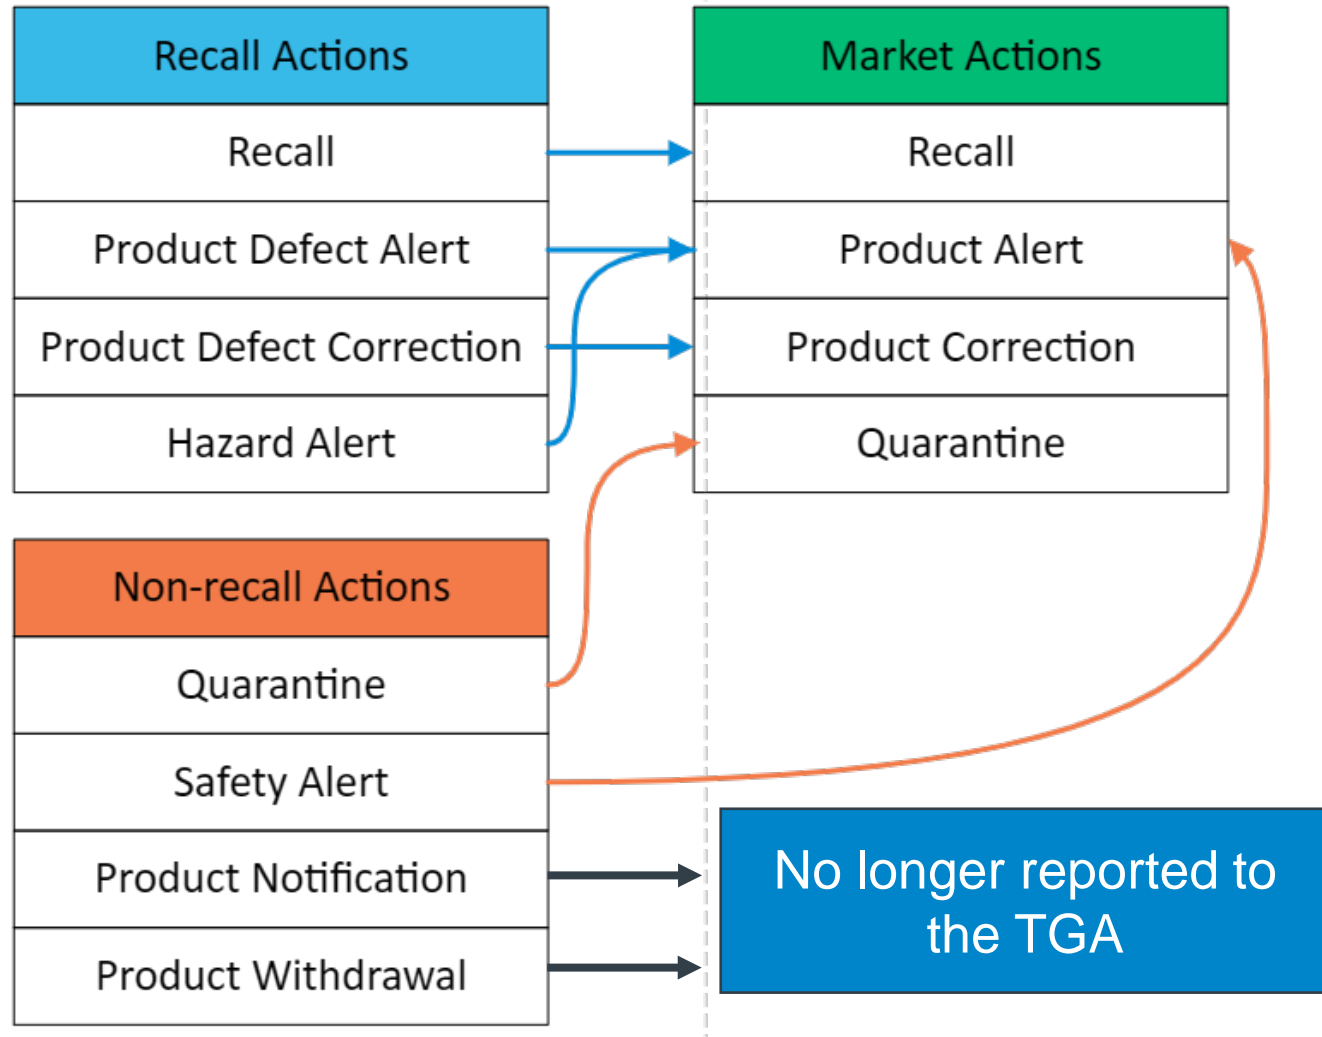 Recall Actions
Recall
Product Defect Alert
Product Defect Correction
Hazard Alert
Market Actions
Recall
Product Alert
Product Correction
Quarantine
Non-recall Actions
Quarantine
Safety Alert
Product Notification
Product Withdrawal
No longer reported to
the TGA